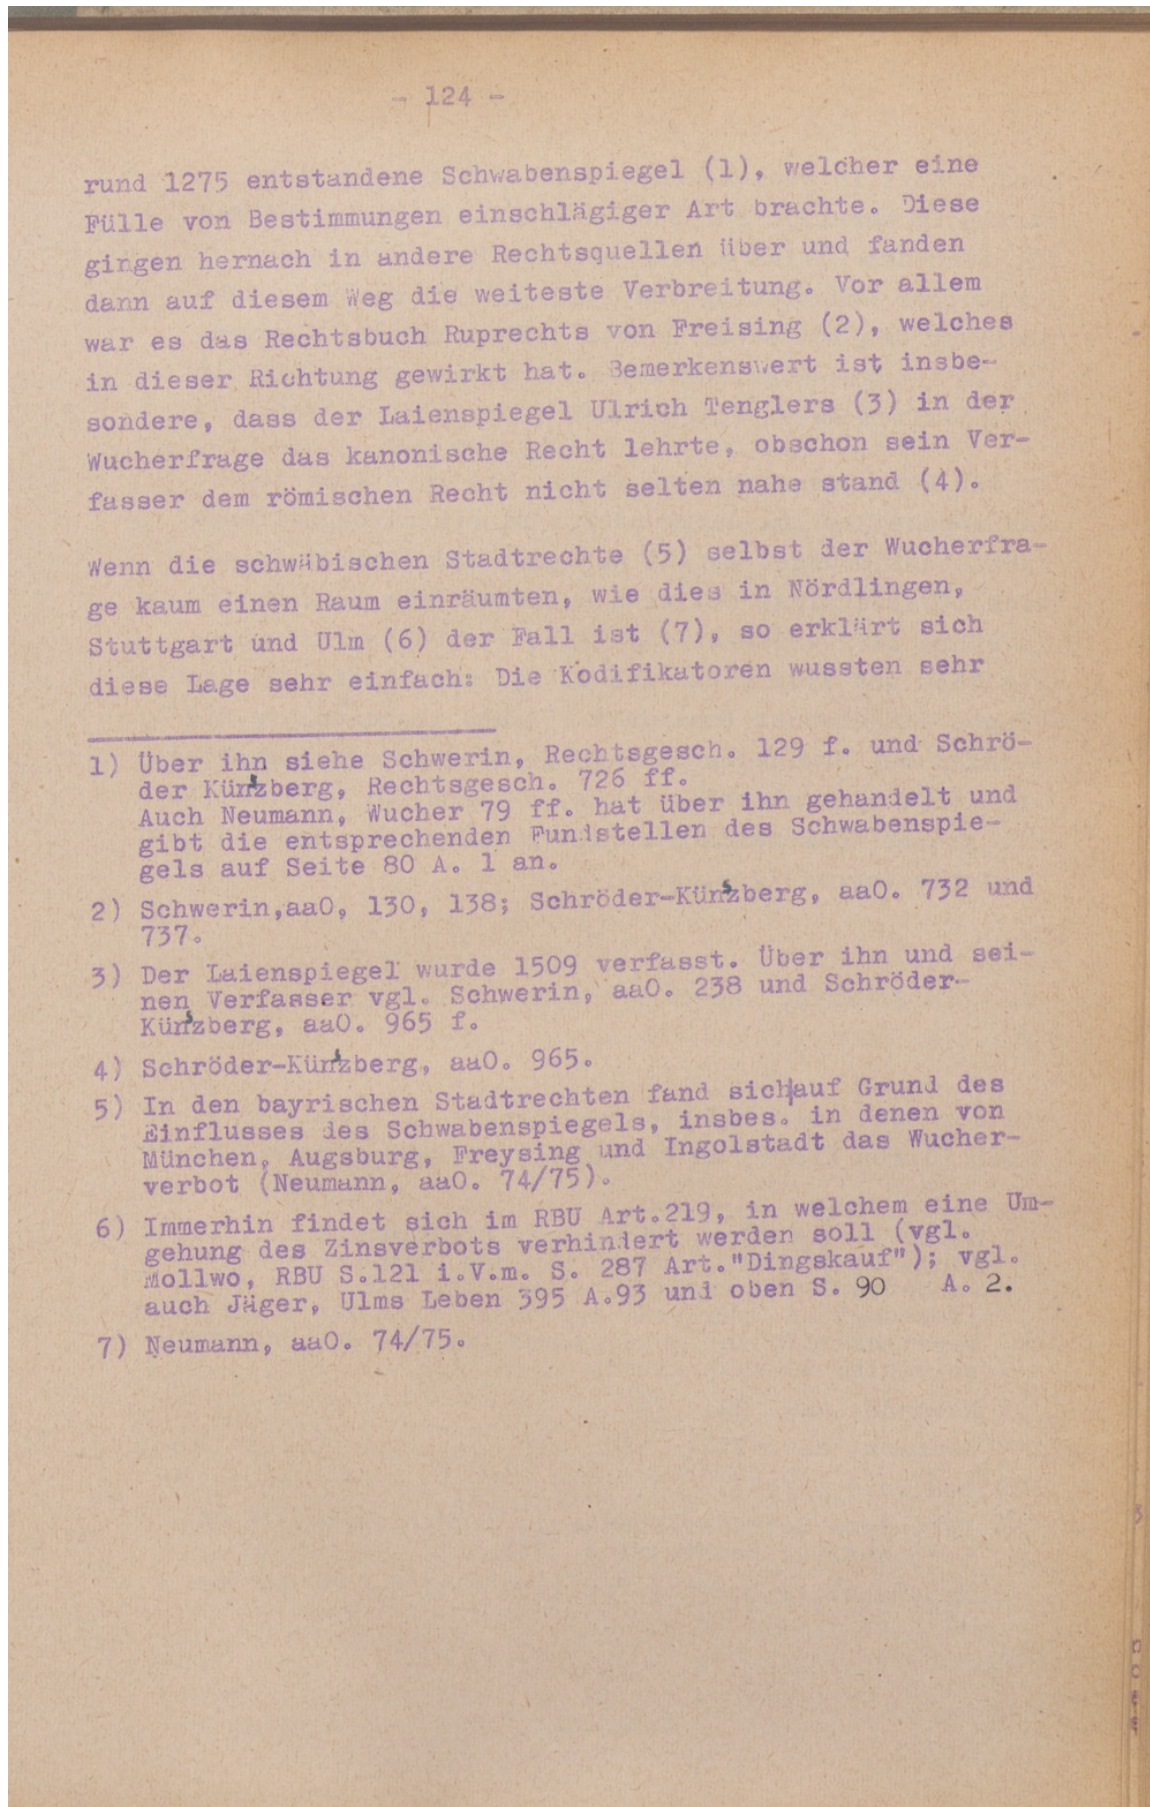 - 124 -
rund 1275 entstandene Schwabenspiegel (1), welcher eine
Fülle von Bestimmungen einschlägiger Art brachte. Diese
gingen hernach in andere Rechtsquellen über und fanden
dann auf diesem Weg die weiteste Verbreitung. Vor allem
war es das Rechtsbuch Ruprechts von Freising (2), welches
in dieser Richtung gewirkt hat. Bemerkenswert ist insbe-
sondere, dass der Laienspiegel Ulrich Tenglers (3) in der
Wucherfrage das kanonische Recht lehrte, obschon sein Ver-
fasser dem römischen Recht nicht selten nahe stand (4).
Wenn die schwäbischen Stadtrechte (5) selbst der Wucherfra-
ge kaum einen Raum einräumten, wie dies in Nördlingen,
Stuttgart und Ulm (6) der Fall ist (7), so erklärt sich
diese Lage sehr einfach: Die Kodifikatoren wussten sehr
1) Über ihn siehe Schwerin, Rechtsgesch. 129 f. und Schrö-
der Künszberg, Rechtsgesch. 726 ff.
Auch Neumann, Wucher 79 ff. hat über ihn gehandelt und
gibt die entsprechenden Fundstellen des Schwabenspie-
gels auf Seite 80 A. 1 an.
2) Schwerin,aaO, 130, 138; Schröder-Künszberg, aaO. 732 und
737.
3) Der Laienspiegel wurde 1509 verfasst. Über ihn und sei-
nen Verfasser vgl. Schwerin, aaO. 238 und Schröder-
Künszberg, aaO. 965 f.
4) Schröder-Künszberg, aaO. 965.
5) In den bayrischen Stadtrechten fand sich|auf Grund des
Einflusses des Schwabenspiegels, insbes. in denen von
München, Augsburg, Freysing und Ingolstadt das Wucher-
verbot (Neumann, aaO. 74/75).
6) Immerhin findet sich im RBU Art.219, in welchem eine Um-
gehung des Zinsverbots verhindert werden soll (vgl.
Mollwo, RBU S.121 i.V.m. S. 287 Art."Dingskauf"); vgl.
auch Jäger, Ulms Leben 395 A.93 und oben S. 90 A. 2.
7) Neumann, aaO. 74/75.